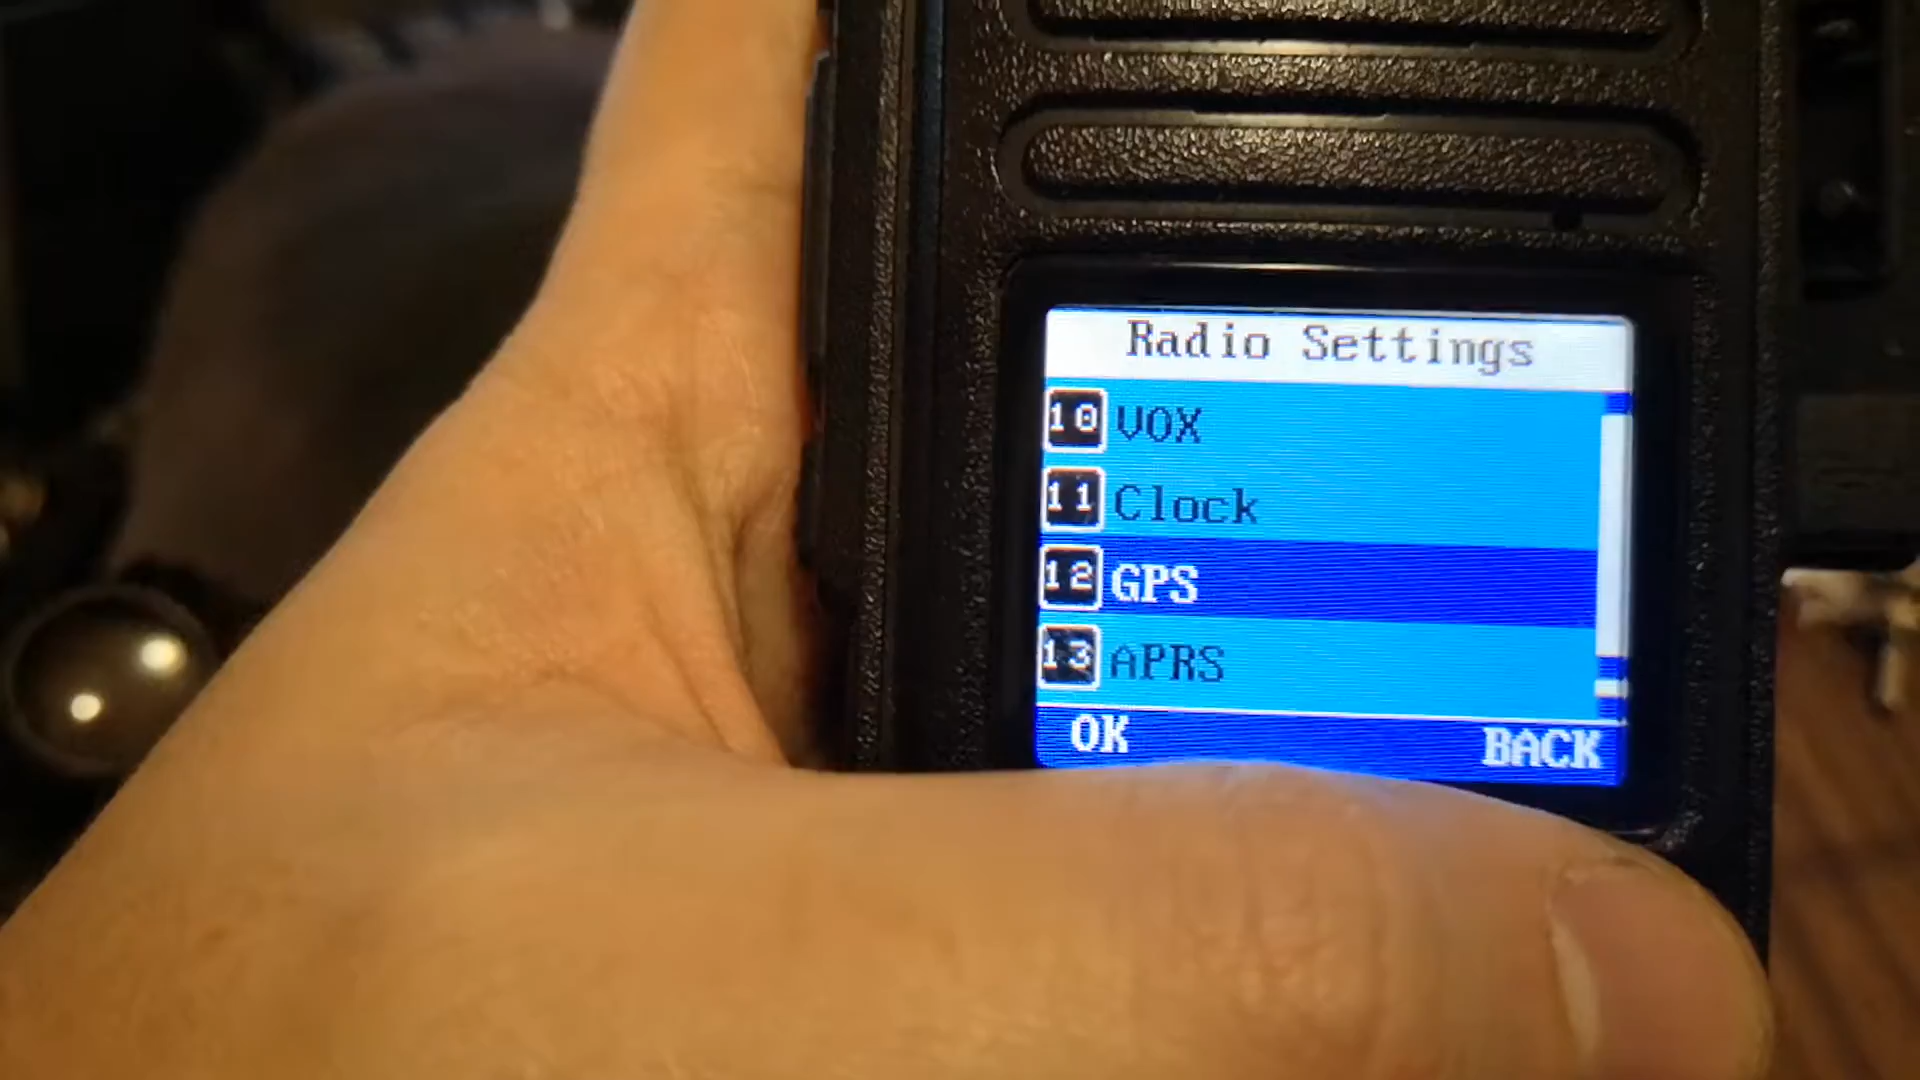 Radio Settings
10 VOX
11 Clock
12 GPS
13 APRS
OK BACK